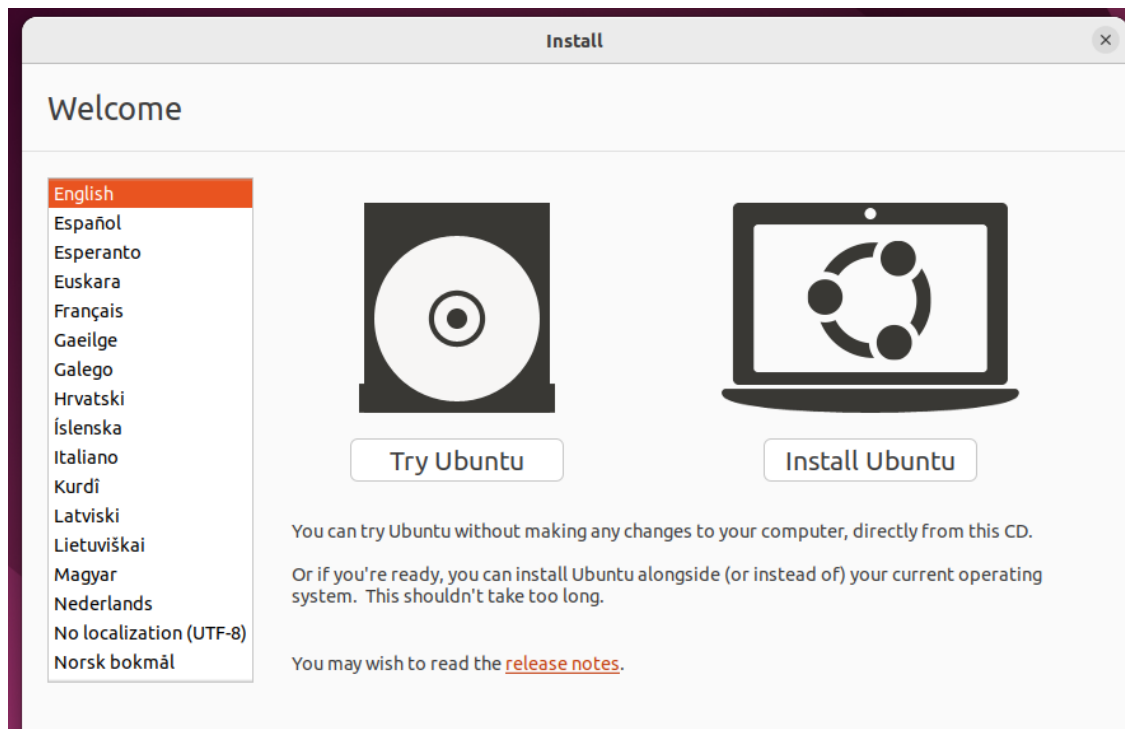 Install
Welcome
English
Español
Esperanto
Euskara
Français
Gaeilge
Galego
Hrvatski
Íslenska
Italiano
Kurdî
Latviski
Lietuviškai
Magyar
Nederlands
No localization (UTF-8)
Norsk bokmål
Try Ubuntu
Install Ubuntu
You can try Ubuntu without making any changes to your computer, directly from this CD.
Or if you're ready, you can install Ubuntu alongside (or instead of) your current operating
system. This shouldn't take too long.
You may wish to read the release notes.